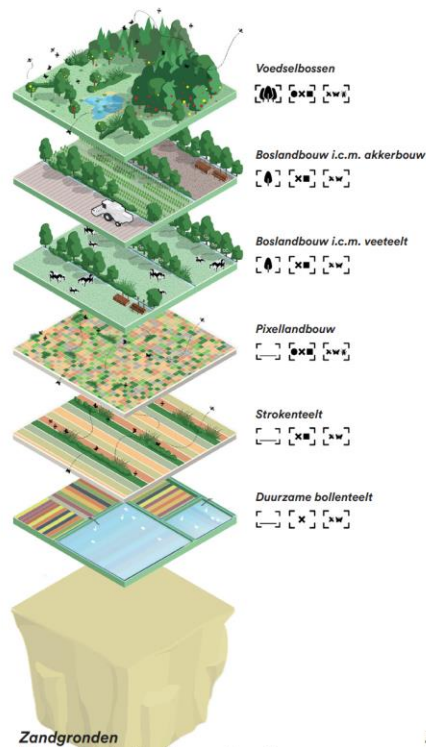 Voedselbossen
Boslandbouw i.c.m. akkerbouw
Boslandbouw i.c.m. veeteelt
Pixellandbouw
Strokenteelt
Duurzame bollenteelt
Zandgronden